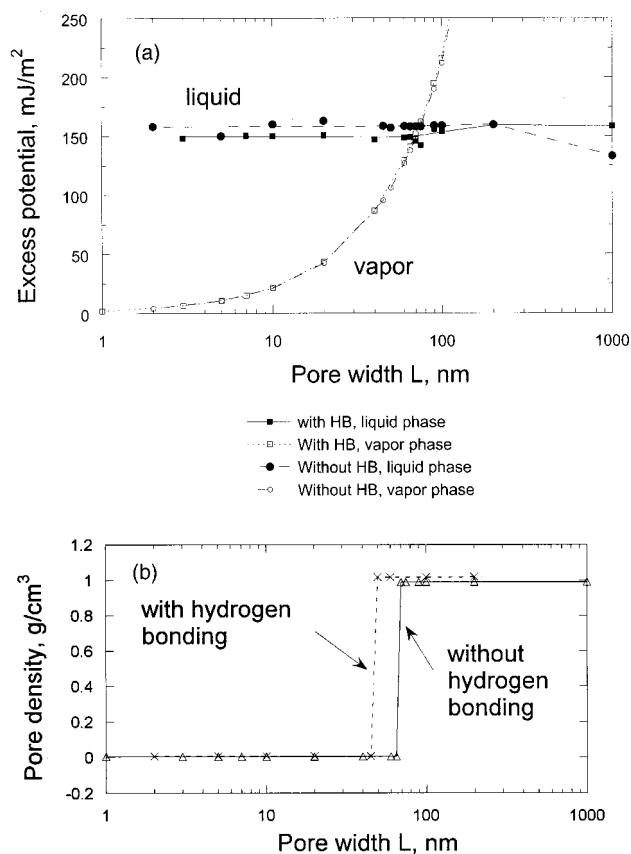 (a)
250
200
150
100
50
0
Excess potential, mJ/m²
liquid
vapor
1 10 100 1000
Pore width L, nm
with HB, liquid phase
With HB, vapor phase
Without HB, liquid phase
Without HB, vapor phase
(b)
1.2
1
0.8
0.6
0.4
0.2
0
-0.2
Pore density, g/cm³
with hydrogen
bonding
without
hydrogen
bonding
1 10 100 1000
Pore width L, nm